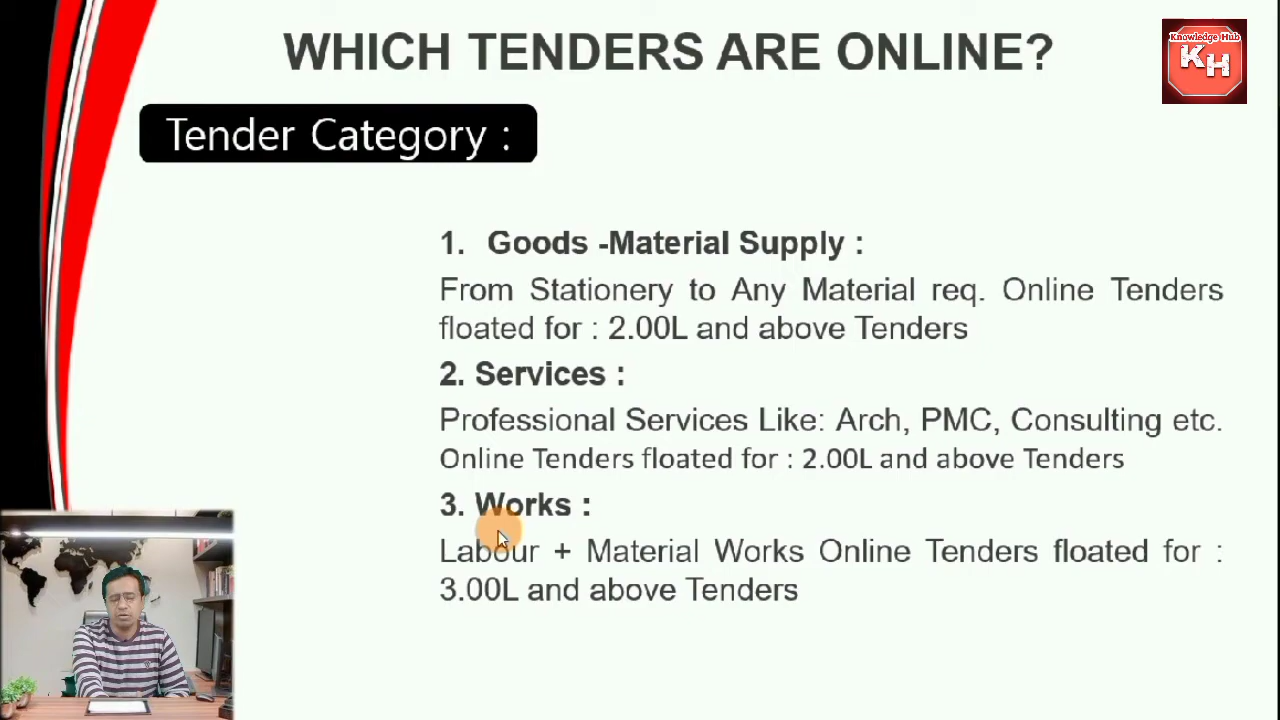 WHICH TENDERS ARE ONLINE?
Knowledge Hub
KH
Tender Category :
1. Goods -Material Supply :
From Stationery to Any Material req. Online Tenders
floated for : 2.00L and above Tenders
2. Services :
Professional Services Like: Arch, PMC, Consulting etc.
Online Tenders floated for : 2.00L and above Tenders
3. Works :
Labour + Material Works Online Tenders floated for :
3.00L and above Tenders